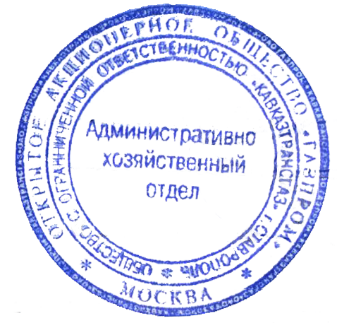 ОТКРЫТОЕ АКЦИОНЕРНОЕ ОБЩЕСТВО «ГАЗПРОМ»
* МОСКВА *
ОБЩЕСТВО С ОГРАНИЧЕННОЙ ОТВЕТСТВЕННОСТЬЮ «КАВКАЗТРАНСГАЗ» г. СТАВРОПОЛЬ *
Административно
хозяйственный
отдел